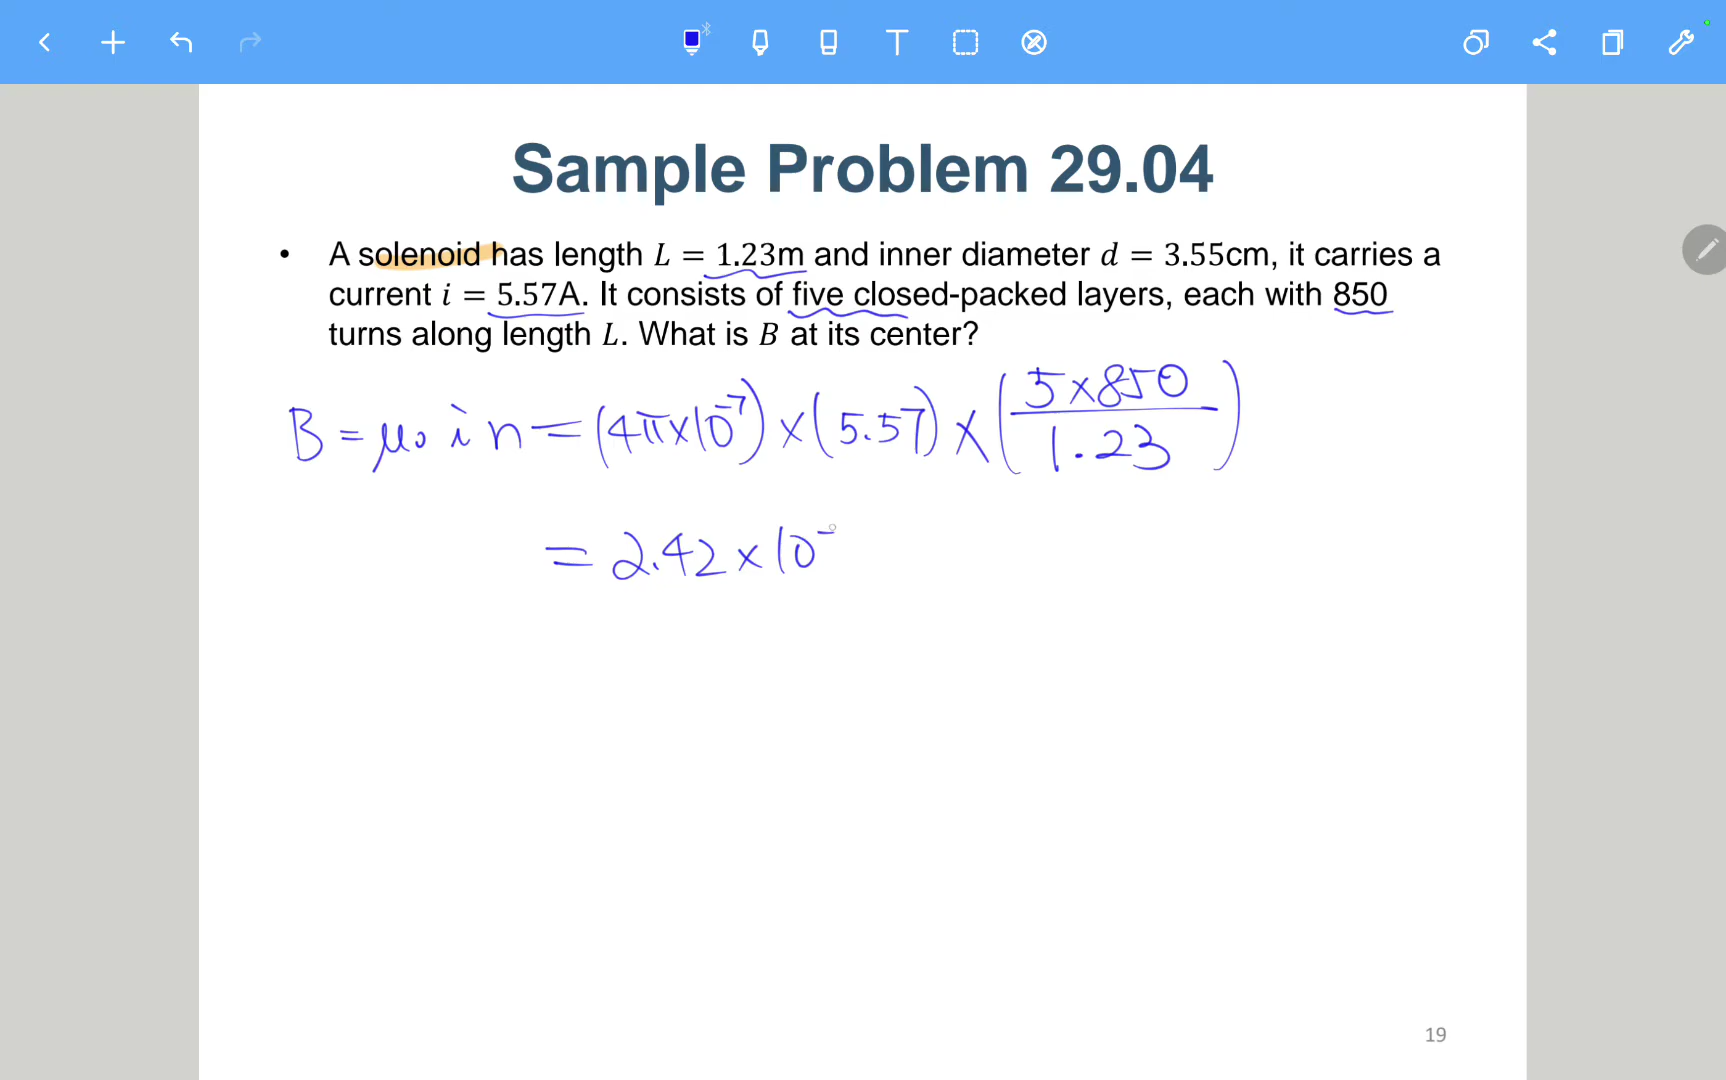 Sample Problem 29.04
• A solenoid has length L = 1.23m and inner diameter d = 3.55cm, it carries a
current i = 5.57A. It consists of five closed-packed layers, each with 850
turns along length L. What is B at its center?
B = μ₀ i n = (4π×10⁻⁷) × (5.57) × (5×850 / 1.23)
= 2.42 × 10⁻
19